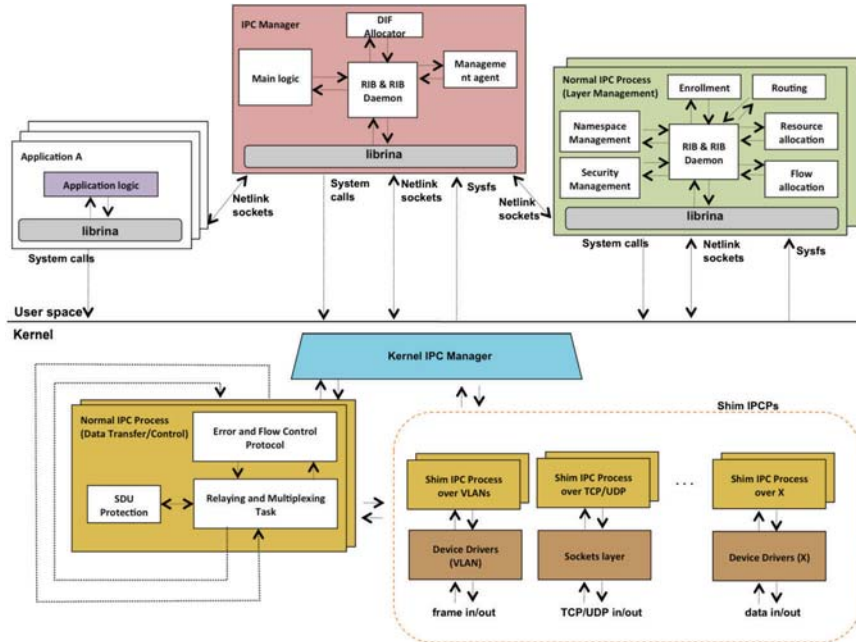 IPC Manager
DIF
Allocator
Main logic
RIB & RIB
Daemon
Manageme
nt agent
librina
Normal IPC Process
(Layer Management)
Enrollment
Routing
Namespace
Management
RIB & RIB
Daemon
Resource
allocation
Security
Management
Flow
allocation
librina
Application A
Application logic
librina
System calls
Netlink
sockets
System
calls
Netlink
sockets
Sysfs
Netlink
sockets
System calls
Netlink
sockets
Sysfs
User space
Kernel
Kernel IPC Manager
Normal IPC Process
(Data Transfer/Control)
Error and Flow Control
Protocol
SDU
Protection
Relaying and Multiplexing
Task
Shim IPCPs
Shim IPC Process
over VLANs
Shim IPC Process
over TCP/UDP
. . .
Shim IPC Process
over X
Device Drivers
(VLAN)
Sockets layer
Device Drivers (X)
frame in/out
TCP/UDP in/out
data in/out